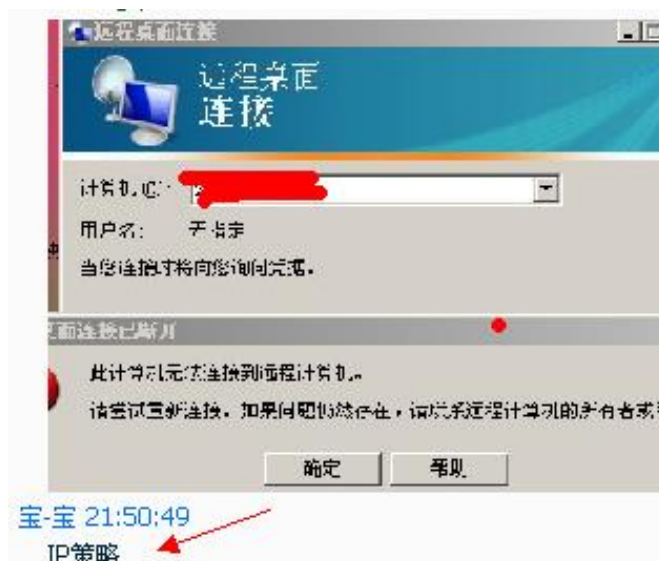 远程桌面连接
远程桌面
连接
计算机(C):
用户名: 无指定
当您连接时将向您询问凭据。
桌面连接已断开
此计算机无法连接到远程计算机。
请尝试重新连接。如果问题仍然存在，请联系远程计算机的所有者或
确定 帮助
宝-宝 21:50:49
IP策略